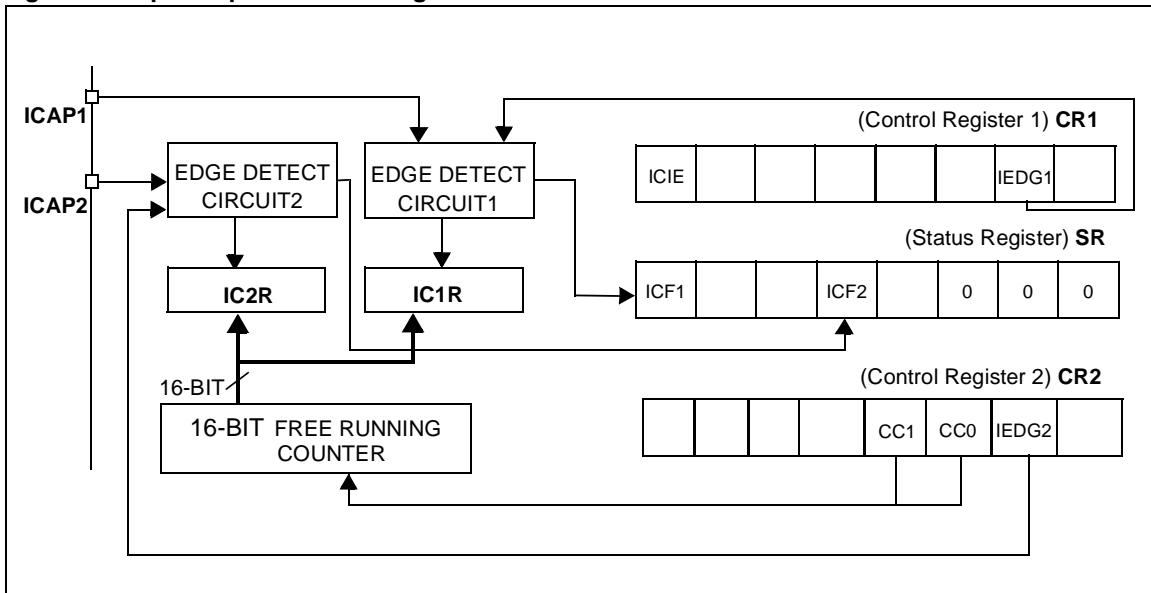 ICAP1
ICAP2
EDGE DETECT
CIRCUIT2
EDGE DETECT
CIRCUIT1
IC2R
IC1R
16-BIT
16-BIT FREE RUNNING
COUNTER
(Control Register 1) CR1
ICIE
IEDG1
(Status Register) SR
ICF1
ICF2
0
0
0
(Control Register 2) CR2
CC1
CC0
IEDG2